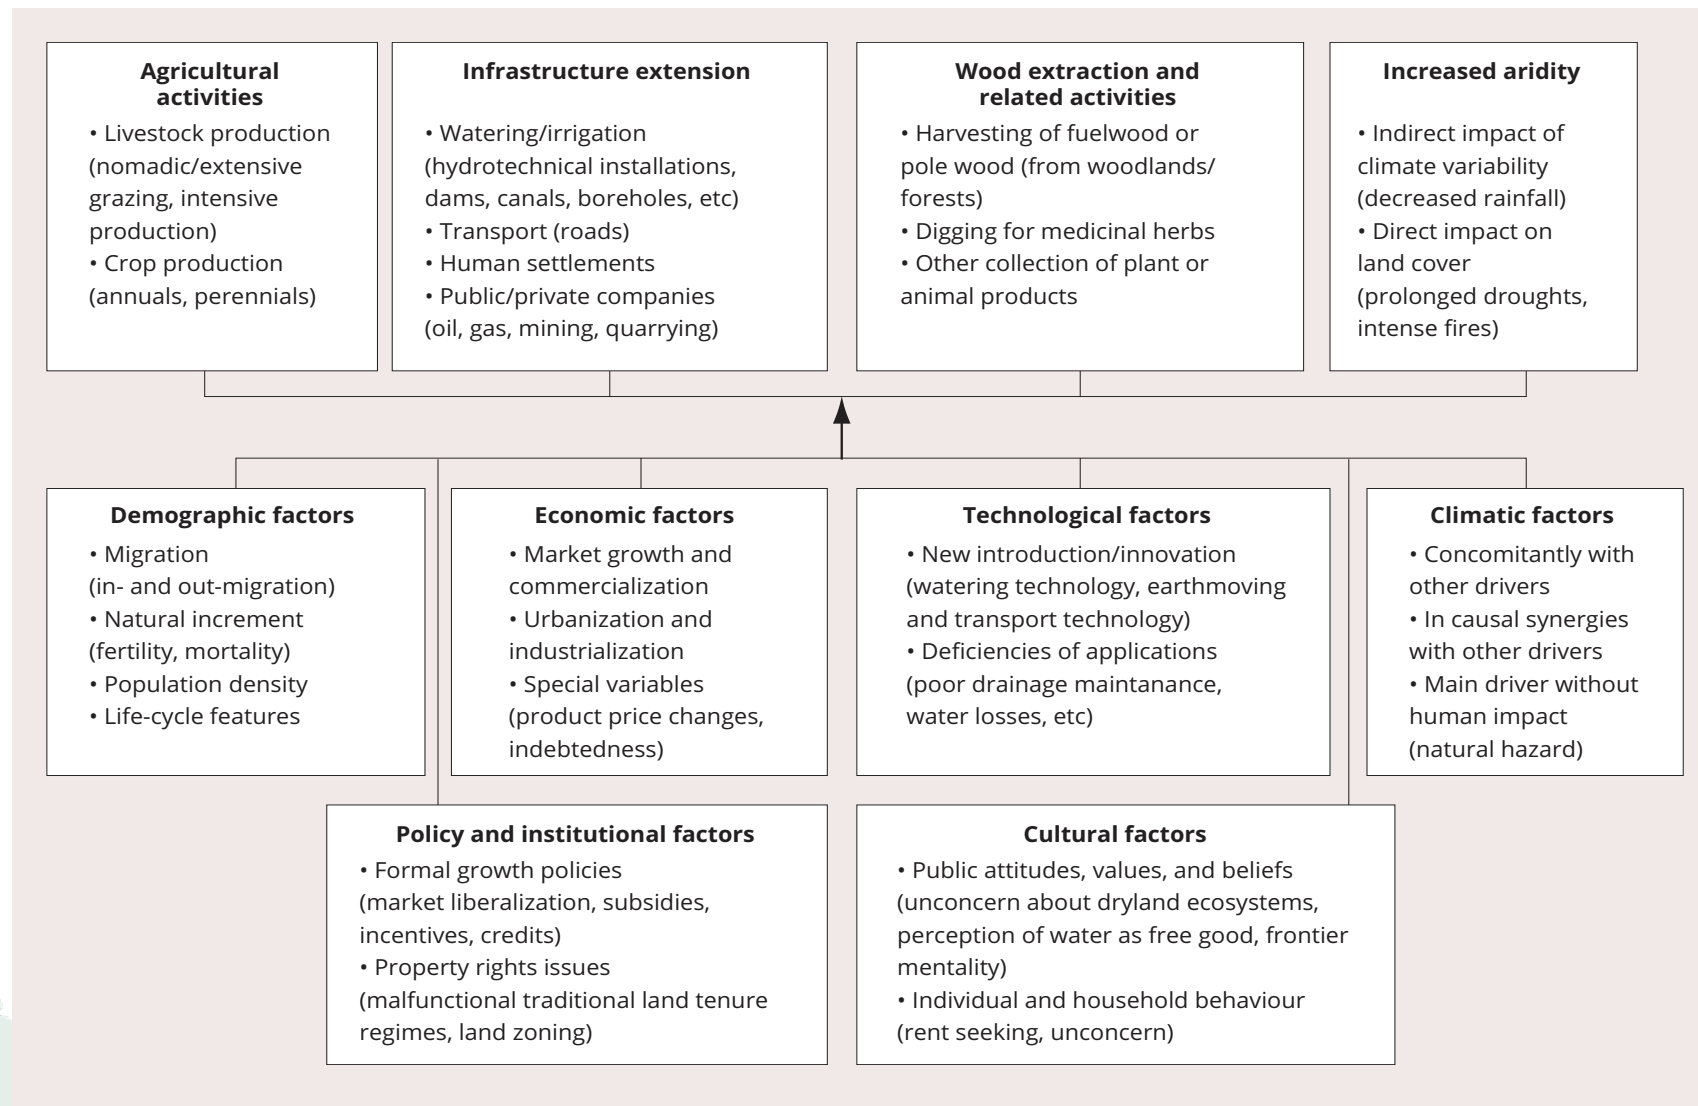 Agricultural
activities
• Livestock production
(nomadic/extensive
grazing, intensive
production)
• Crop production
(annuals, perennials)
Infrastructure extension
• Watering/irrigation
(hydrotechnical installations,
dams, canals, boreholes, etc)
• Transport (roads)
• Human settlements
• Public/private companies
(oil, gas, mining, quarrying)
Wood extraction and
related activities
• Harvesting of fuelwood or
pole wood (from woodlands/
forests)
• Digging for medicinal herbs
• Other collection of plant or
animal products
Increased aridity
• Indirect impact of
climate variability
(decreased rainfall)
• Direct impact on
land cover
(prolonged droughts,
intense fires)
Demographic factors
• Migration
(in- and out-migration)
• Natural increment
(fertility, mortality)
• Population density
• Life-cycle features
Economic factors
• Market growth and
commercialization
• Urbanization and
industrialization
• Special variables
(product price changes,
indebtedness)
Technological factors
• New introduction/innovation
(watering technology, earthmoving
and transport technology)
• Deficiencies of applications
(poor drainage maintanance,
water losses, etc)
Climatic factors
• Concomitantly with
other drivers
• In causal synergies
with other drivers
• Main driver without
human impact
(natural hazard)
Policy and institutional factors
• Formal growth policies
(market liberalization, subsidies,
incentives, credits)
• Property rights issues
(malfunctional traditional land tenure
regimes, land zoning)
Cultural factors
• Public attitudes, values, and beliefs
(unconcern about dryland ecosystems,
perception of water as free good, frontier
mentality)
• Individual and household behaviour
(rent seeking, unconcern)